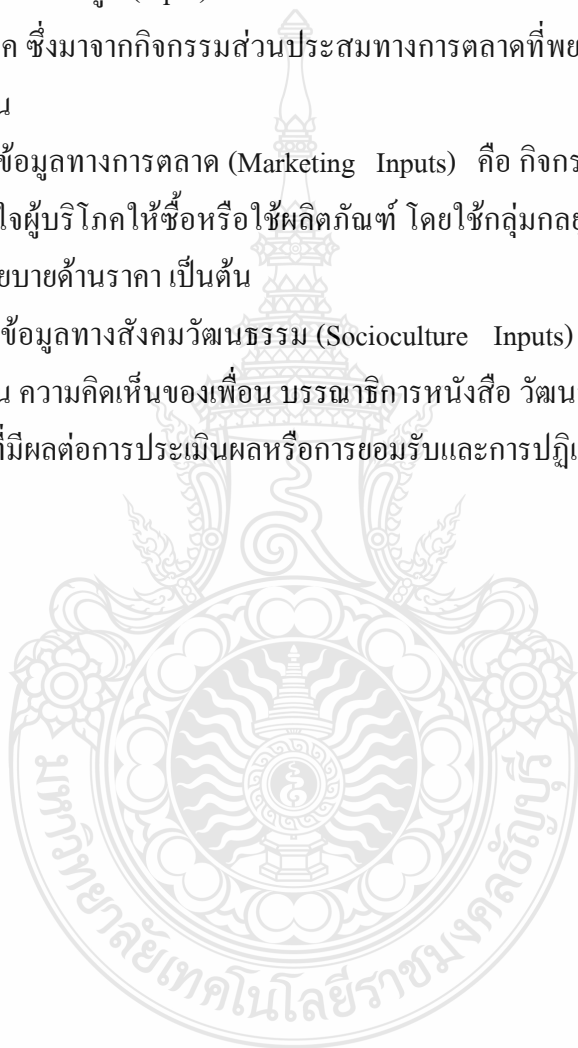 ค ซึ่งมาจากกิจกรรมส่วนประสมทางการตลาดที่พย
น
ข้อมูลทางการตลาด (Marketing Inputs) คือ กิจกร
ใจผู้บริโภคให้ซื้อหรือใช้ผลิตภัณฑ์ โดยใช้กลุ่มกลย
ยบายด้านราคา เป็นต้น
ข้อมูลทางสังคมวัฒนธรรม (Socioculture Inputs)
น ความคิดเห็นของเพื่อน บรรณาธิการหนังสือ วัฒน
ที่มีผลต่อการประเมินผลหรือการยอมรับและการปฏิเ
มหาวิทยาลัยเทคโนโลยีราชมงคลธัญบุรี